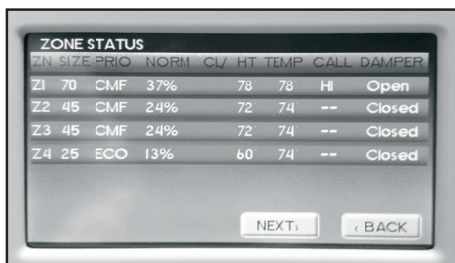 ZONE STATUS
ZN SIZE PRIO NORM CL/ HT TEMP CALL DAMPER
Z1 70 CMF 37% 78° 78 H1 Open
Z2 45 CMF 24% 72° 74° -- Closed
Z3 45 CMF 24% 72° 74° -- Closed
Z4 25 ECO 13% 60° 74° -- Closed
NEXT› ‹ BACK